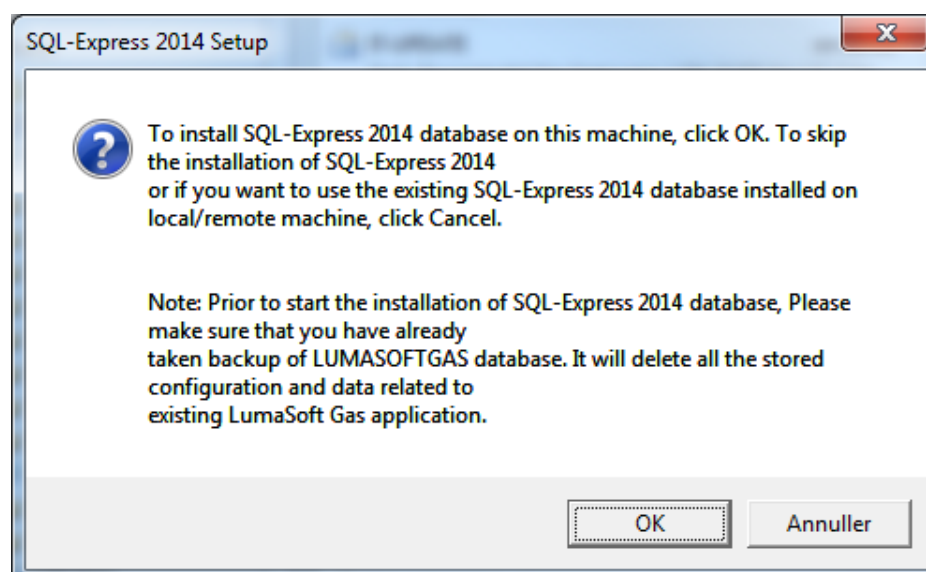 SQL-Express 2014 Setup
To install SQL-Express 2014 database on this machine, click OK. To skip
the installation of SQL-Express 2014
or if you want to use the existing SQL-Express 2014 database installed on
local/remote machine, click Cancel.
Note: Prior to start the installation of SQL-Express 2014 database, Please
make sure that you have already
taken backup of LUMASOFTGAS database. It will delete all the stored
configuration and data related to
existing LumaSoft Gas application.
OK
Annuller